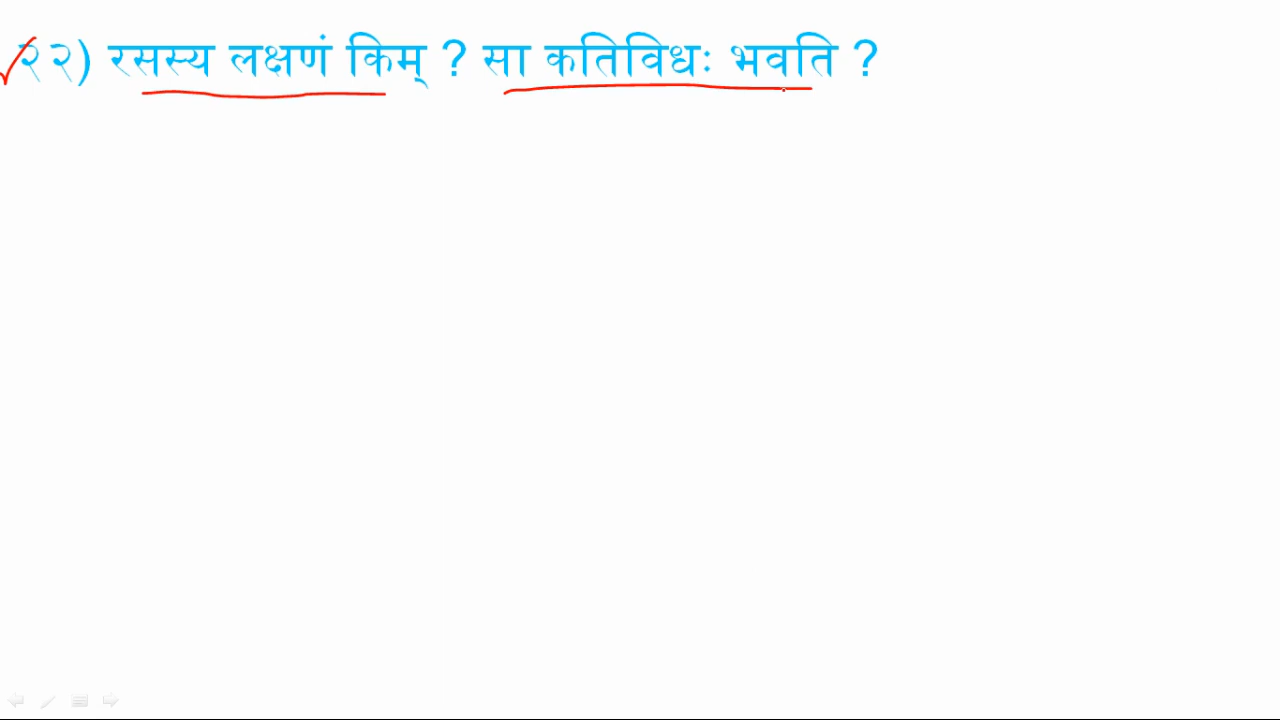 २२) रसस्य लक्षणं किम् ? सा कतिविधः भवति ?